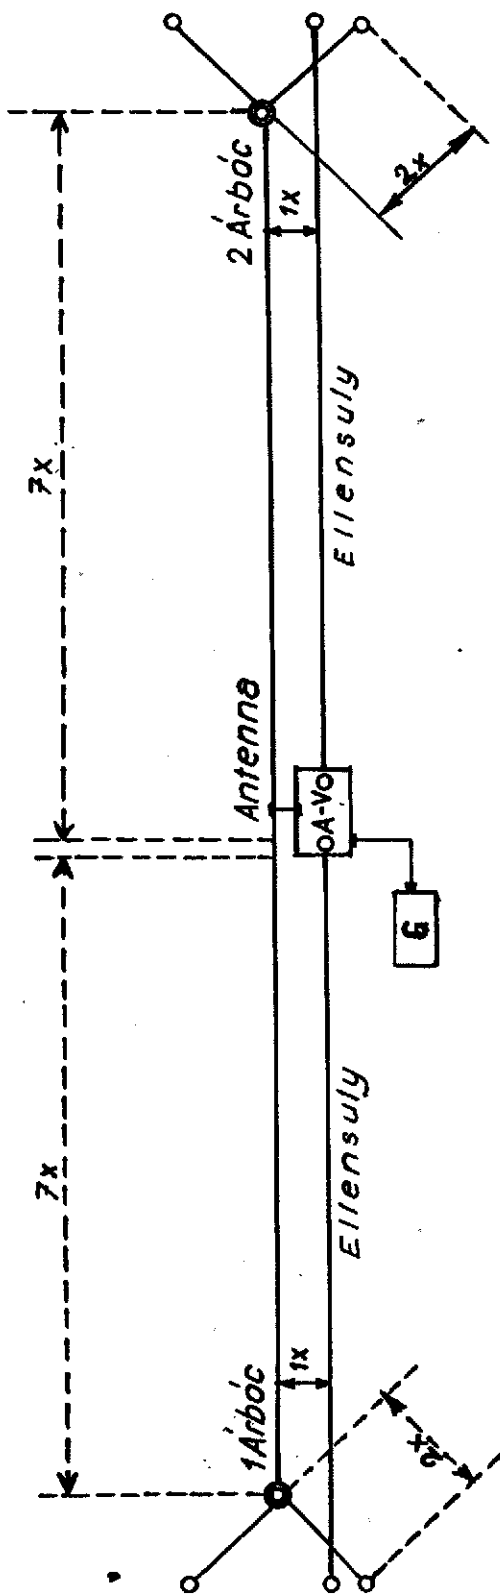 7x
7x
1 Árbóc
Antenna
2 Árbóc
1x
1x
2x
2x
A-V
Ellensuly
Ellensuly
G